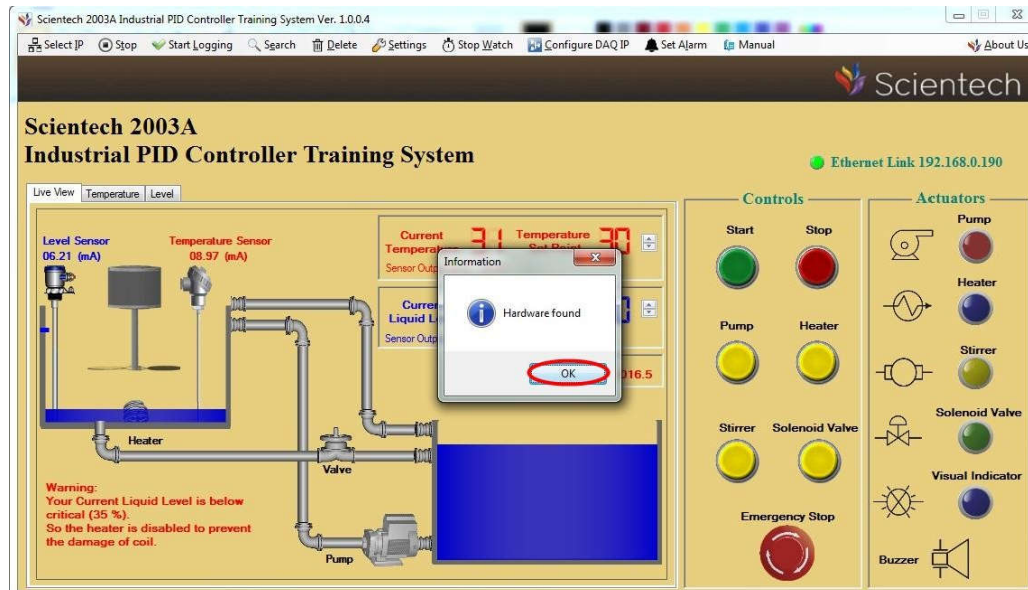 Scientech 2003A Industrial PID Controller Training System Ver. 1.0.0.4
Select IP Stop Start Logging Search Delete Settings Stop Watch Configure DAQ IP Set Alarm Manual About Us
Scientech
Scientech 2003A
Industrial PID Controller Training System
Ethernet Link 192.168.0.190
Live View Temperature Level
Level Sensor
06.21 (mA)
Temperature Sensor
08.97 (mA)
Current
31
Temperature
30
Sensor
Liquid
Sensor
016.5
Information
Hardware found
OK
Heater
Valve
Pump
Warning:
Your Current Liquid Level is below
critical (35 %).
So the heater is disabled to prevent
the damage of coil.
Controls
Start Stop
Pump Heater
Stirrer Solenoid Valve
Emergency Stop
Actuators
Pump
Heater
Stirrer
Solenoid Valve
Visual Indicator
Buzzer